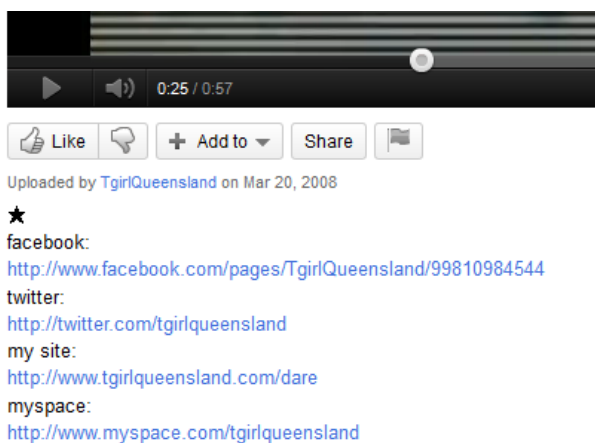 0:25 / 0:57
Like Add to Share
Uploaded by TgirlQueensland on Mar 20, 2008
★
facebook:
http://www.facebook.com/pages/TgirlQueensland/99810984544
twitter:
http://twitter.com/tgirlqueensland
my site:
http://www.tgirlqueensland.com/dare
myspace:
http://www.myspace.com/tgirlqueensland